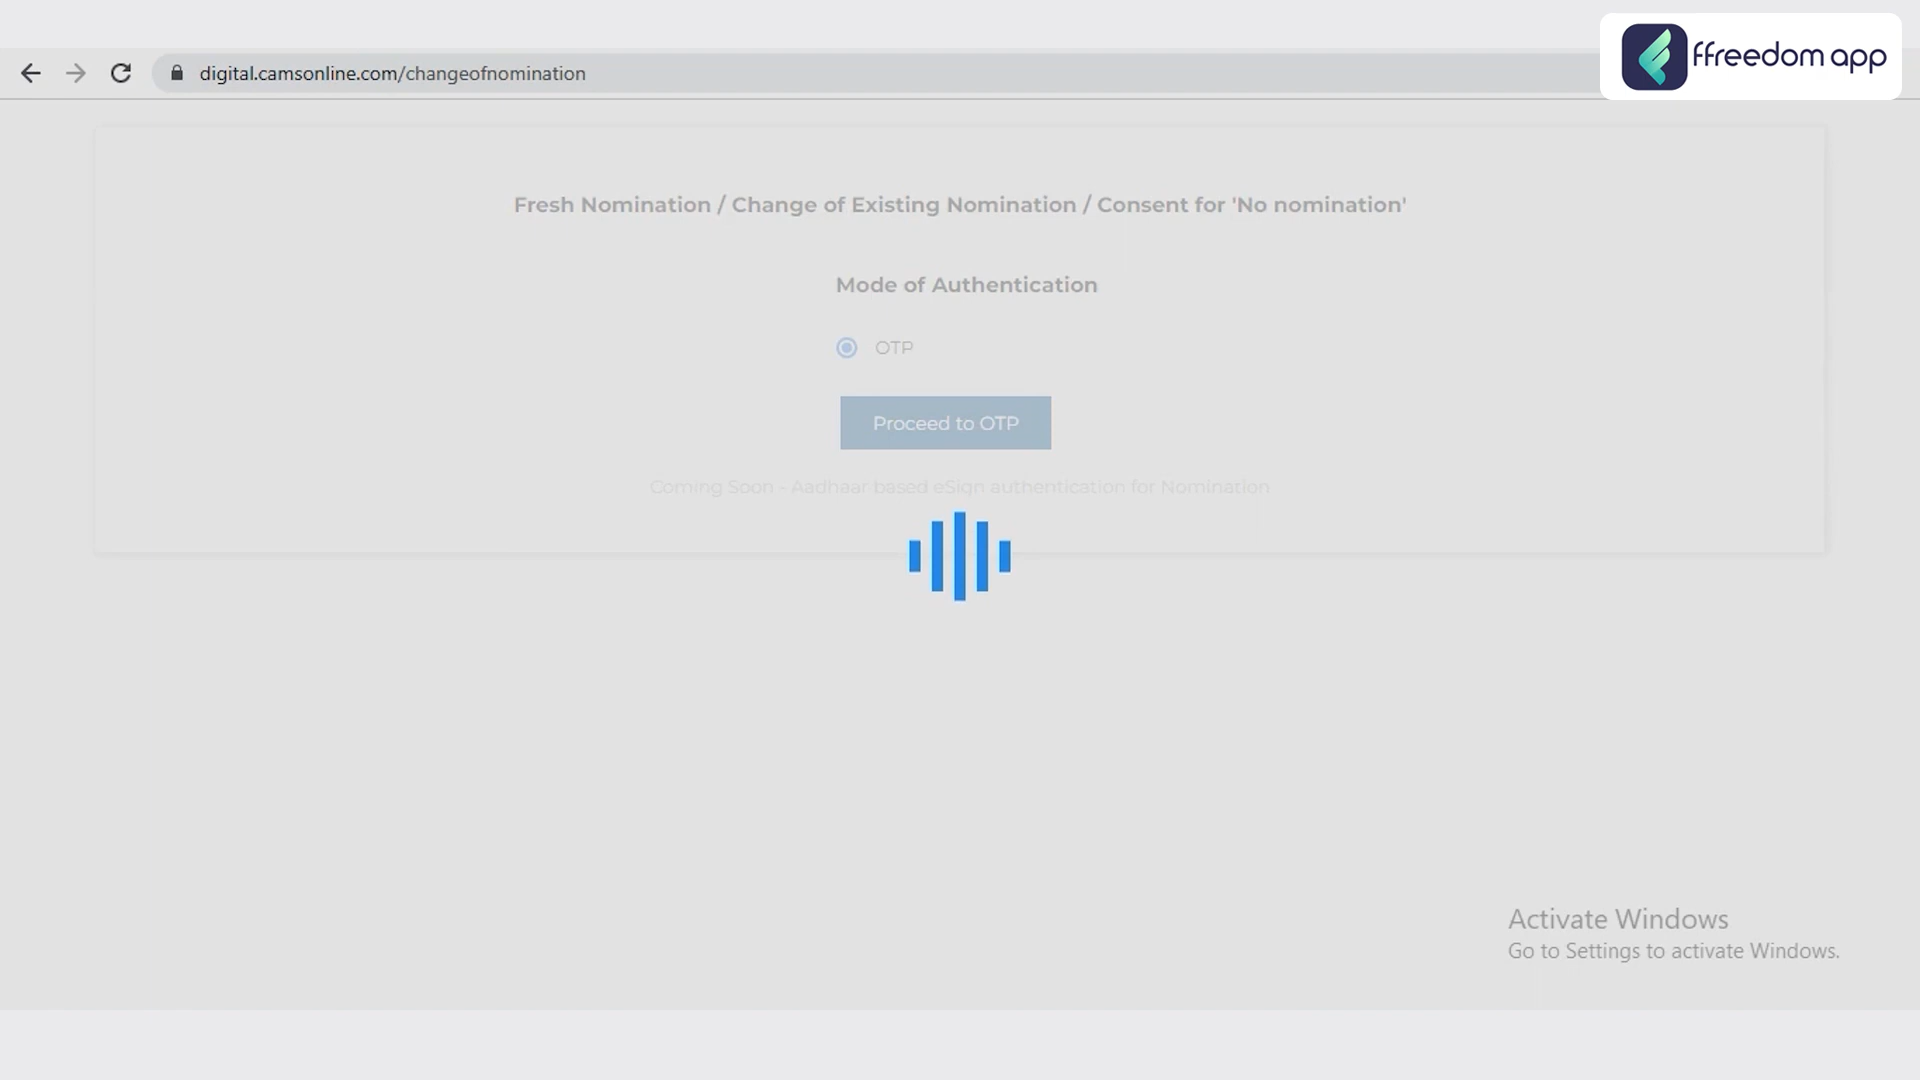 digital.camsonline.com/changeofnomination
ffreedom app
Fresh Nomination / Change of Existing Nomination / Consent for 'No nomination'
Mode of Authentication
OTP
Proceed to OTP
Coming Soon - Aadhaar based eSign authentication for Nomination
Activate Windows
Go to Settings to activate Windows.